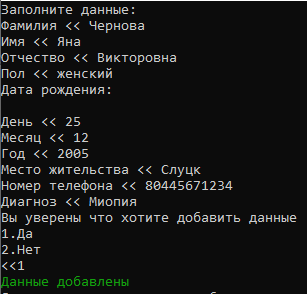 Заполните данные:
Фамилия << Чернова
Имя << Яна
Отчество << Викторовна
Пол << женский
Дата рождения:
День << 25
Месяц << 12
Год << 2005
Место жительства << Слуцк
Номер телефона << 80445671234
Диагноз << Миопия
Вы уверены что хотите добавить данные
1.Да
2.Нет
<<1
Данные добавлены